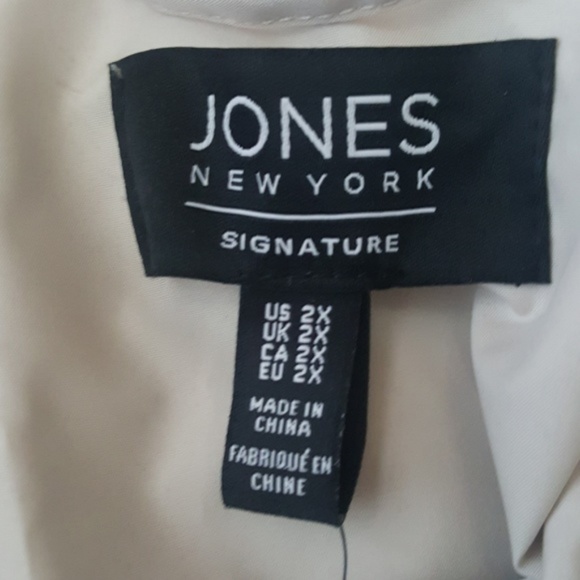 JONES
NEW YORK
SIGNATURE
US 2X
UK 2X
CA 2X
EU 2X
MADE IN
CHINA
FABRIQUÉ EN
CHINE